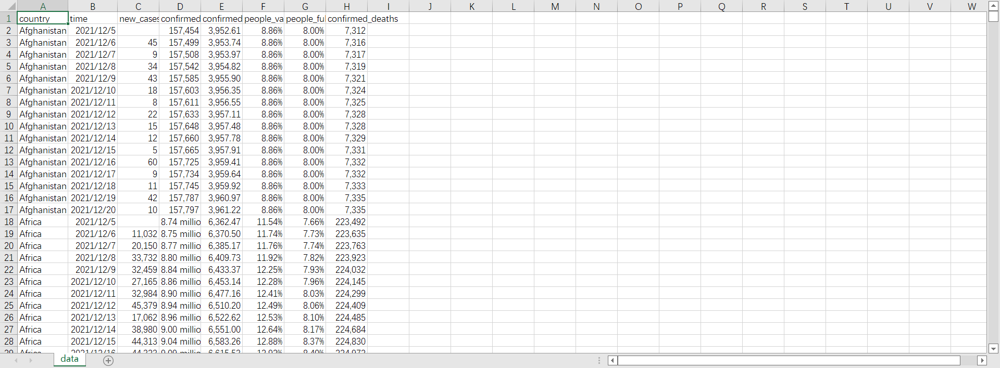 A B C D E F G H I J K L M N O P Q R S T U V W
1 country time new_cases confirmed confirmed people_va people_ful confirmed_deaths
2 Afghanistan 2021/12/5 157,454 3,952.61 8.86% 8.00% 7,312
3 Afghanistan 2021/12/6 45 157,499 3,953.74 8.86% 8.00% 7,316
4 Afghanistan 2021/12/7 9 157,508 3,953.97 8.86% 8.00% 7,317
5 Afghanistan 2021/12/8 34 157,542 3,954.82 8.86% 8.00% 7,319
6 Afghanistan 2021/12/9 43 157,585 3,955.90 8.86% 8.00% 7,321
7 Afghanistan 2021/12/10 18 157,603 3,956.35 8.86% 8.00% 7,324
8 Afghanistan 2021/12/11 8 157,611 3,956.55 8.86% 8.00% 7,325
9 Afghanistan 2021/12/12 22 157,633 3,957.11 8.86% 8.00% 7,328
10 Afghanistan 2021/12/13 15 157,648 3,957.48 8.86% 8.00% 7,328
11 Afghanistan 2021/12/14 12 157,660 3,957.78 8.86% 8.00% 7,329
12 Afghanistan 2021/12/15 5 157,665 3,957.91 8.86% 8.00% 7,331
13 Afghanistan 2021/12/16 60 157,725 3,959.41 8.86% 8.00% 7,332
14 Afghanistan 2021/12/17 9 157,734 3,959.64 8.86% 8.00% 7,332
15 Afghanistan 2021/12/18 11 157,745 3,959.92 8.86% 8.00% 7,333
16 Afghanistan 2021/12/19 42 157,787 3,960.97 8.86% 8.00% 7,335
17 Afghanistan 2021/12/20 10 157,797 3,961.22 8.86% 8.00% 7,335
18 Africa 2021/12/5 8.74 millio 6,362.47 11.54% 7.66% 223,492
19 Africa 2021/12/6 11,032 8.75 millio 6,370.50 11.74% 7.73% 223,635
20 Africa 2021/12/7 20,150 8.77 millio 6,385.17 11.76% 7.74% 223,763
21 Africa 2021/12/8 33,732 8.80 millio 6,409.73 11.92% 7.82% 223,923
22 Africa 2021/12/9 32,459 8.84 millio 6,433.37 12.25% 7.93% 224,032
23 Africa 2021/12/10 27,165 8.86 millio 6,453.14 12.28% 7.96% 224,145
24 Africa 2021/12/11 32,984 8.90 millio 6,477.16 12.41% 8.03% 224,299
25 Africa 2021/12/12 45,379 8.94 millio 6,510.20 12.49% 8.06% 224,409
26 Africa 2021/12/13 17,062 8.96 millio 6,522.62 12.53% 8.10% 224,485
27 Africa 2021/12/14 38,980 9.00 millio 6,551.00 12.64% 8.17% 224,684
28 Africa 2021/12/15 44,313 9.04 millio 6,583.26 12.88% 8.37% 224,830
29 Africa 2021/12/16
data